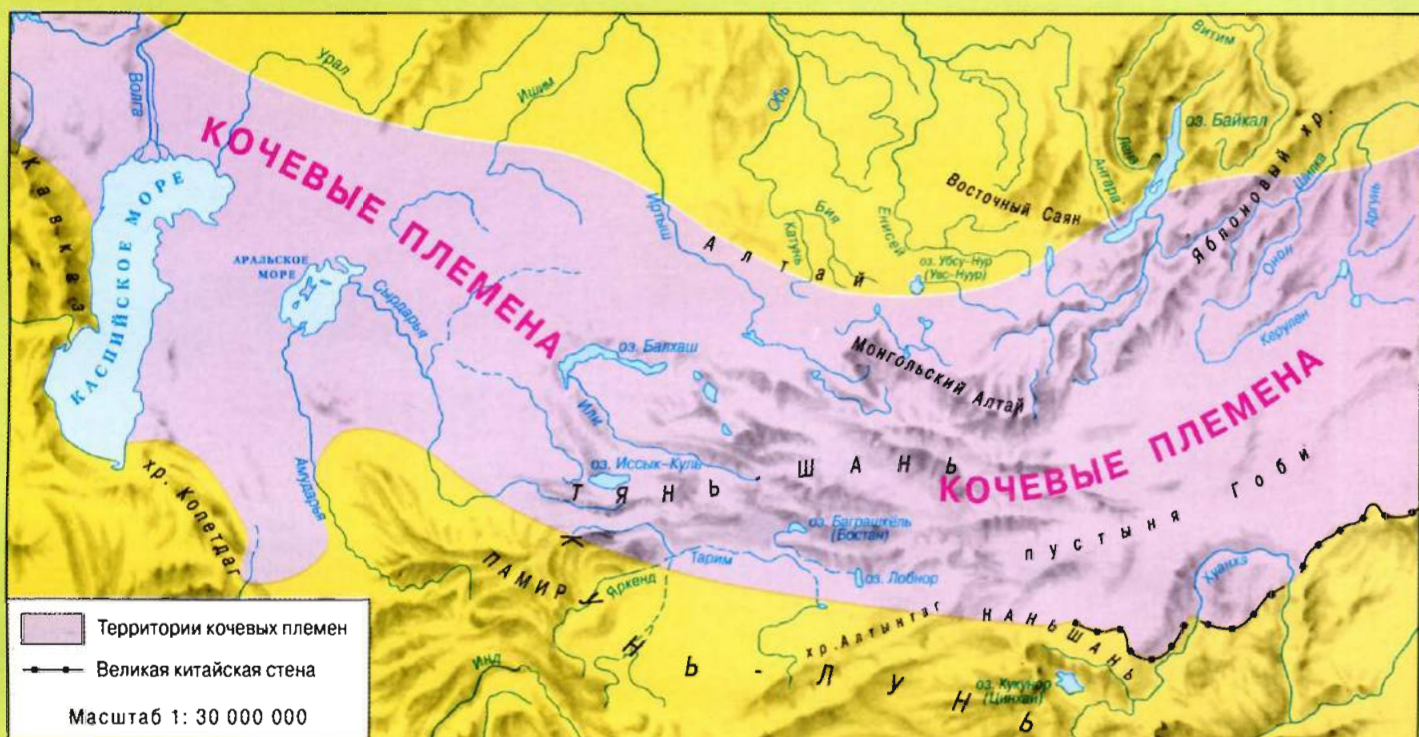 Витим
Урал
Волга
Ишим
Обь
оз. Байкал
Лена
Ангара
КОЧЕВЫЕ ПЛЕМЕНА
Кавказ
КАСПИЙСКОЕ МОРЕ
АРАЛЬСКОЕ
МОРЕ
Сырдарья
Иртыш
Алтай
Бия
Катунь
Енисей
Восточный Саян
оз. Убсу-Нур
(Увс-Нуур)
Яблоновый хр.
Шилка
Аргунь
Онон
Керулен
оз. Балхаш
Или
Монгольский Алтай
оз. Иссык-Куль
ТЯНЬ-ШАНЬ
КОЧЕВЫЕ ПЛЕМЕНА
пустыня Гоби
хр. Копетдаг
Амударья
оз. Баграшкёль
(Бостан)
Тарим
оз. Лобнор
ПАМИР
Яркенд
Хуанхэ
хр. Алтынтаг
НАНЬШАНЬ
КУНЬ-ЛУНЬ
Инд
оз. Кукунор
(Цинхай)
Территории кочевых племен
Великая китайская стена
Масштаб 1: 30 000 000